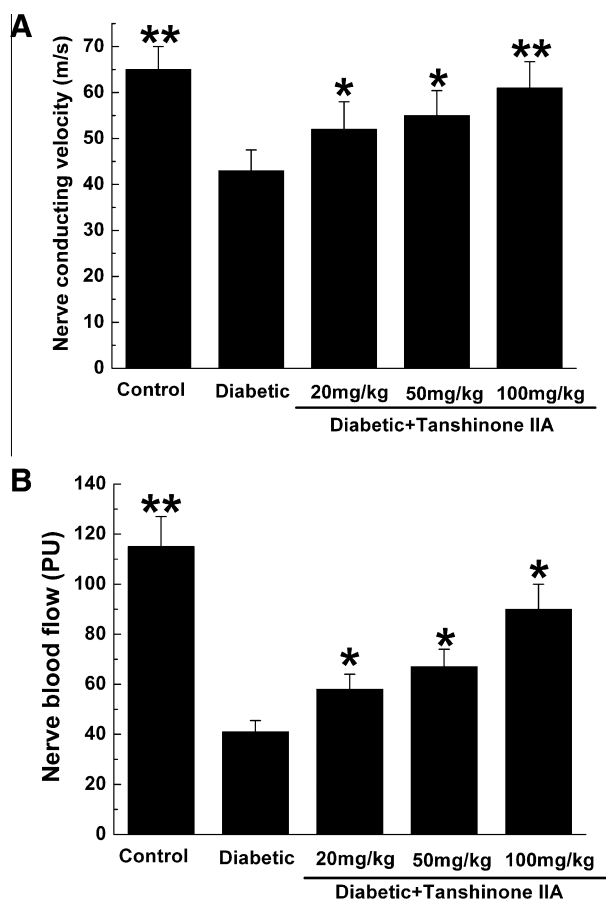 A
Nerve conducting velocity (m/s)
70
60
50
40
30
20
10
0
**
*
*
**
Control
Diabetic
20mg/kg
50mg/kg
100mg/kg
Diabetic+Tanshinone IIA
B
Nerve blood flow (PU)
140
120
100
80
60
40
20
0
**
*
*
*
Control
Diabetic
20mg/kg
50mg/kg
100mg/kg
Diabetic+Tanshinone IIA